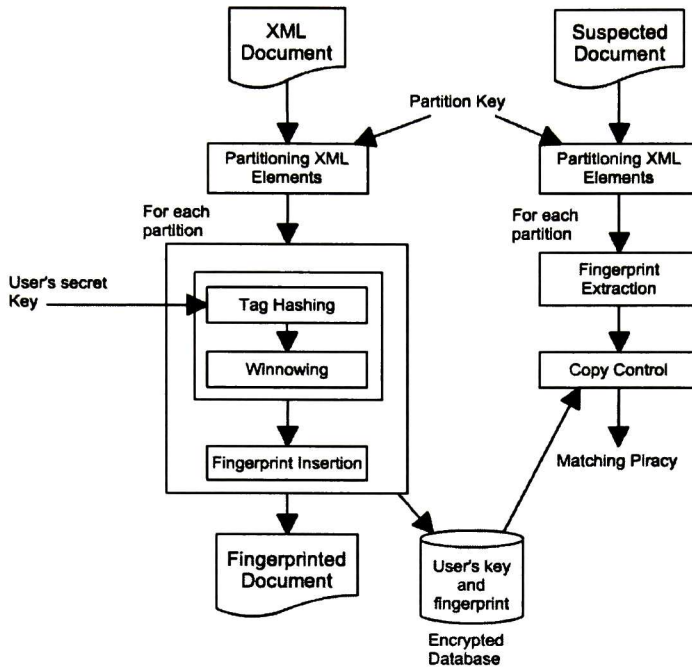 XML
Document
Suspected
Document
Partition Key
Partitioning XML
Elements
Partitioning XML
Elements
For each
partition
For each
partition
User's secret
Key
Tag Hashing
Fingerprint
Extraction
Winnowing
Copy Control
Fingerprint Insertion
Matching Piracy
Fingerprinted
Document
User's key
and
fingerprint
Encrypted
Database